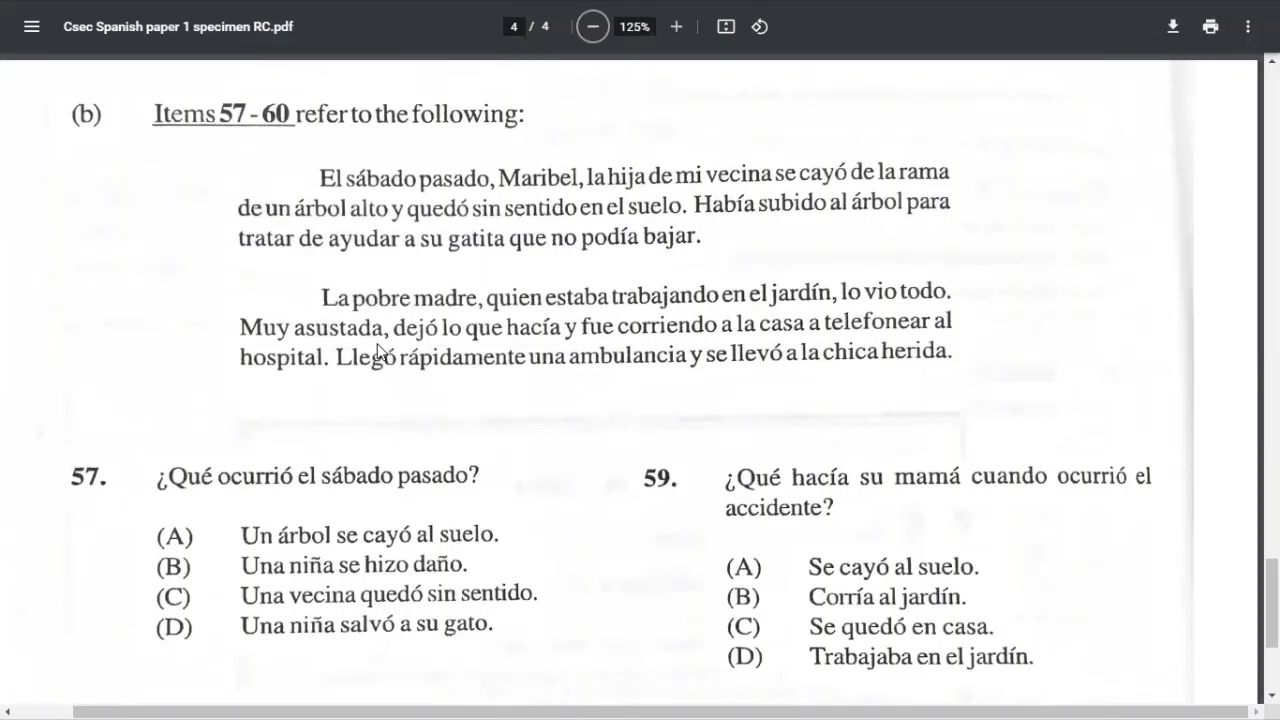 Csec Spanish paper 1 specimen RC.pdf
4 / 4
125%
(b) Items 57 - 60 refer to the following:
El sábado pasado, Maribel, la hija de mi vecina se cayó de la rama
de un árbol alto y quedó sin sentido en el suelo. Había subido al árbol para
tratar de ayudar a su gatita que no podía bajar.
La pobre madre, quien estaba trabajando en el jardín, lo vio todo.
Muy asustada, dejó lo que hacía y fue corriendo a la casa a telefonear al
hospital. Llegó rápidamente una ambulancia y se llevó a la chica herida.
57. ¿Qué ocurrió el sábado pasado?
(A) Un árbol se cayó al suelo.
(B) Una niña se hizo daño.
(C) Una vecina quedó sin sentido.
(D) Una niña salvó a su gato.
59. ¿Qué hacía su mamá cuando ocurrió el
accidente?
(A) Se cayó al suelo.
(B) Corría al jardín.
(C) Se quedó en casa.
(D) Trabajaba en el jardín.